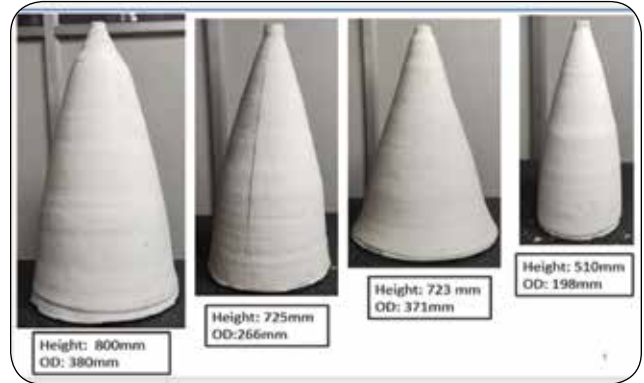 Height: 800mm
OD: 380mm
Height: 725mm
OD:266mm
Height: 723 mm
OD: 371mm
Height: 510mm
OD: 198mm